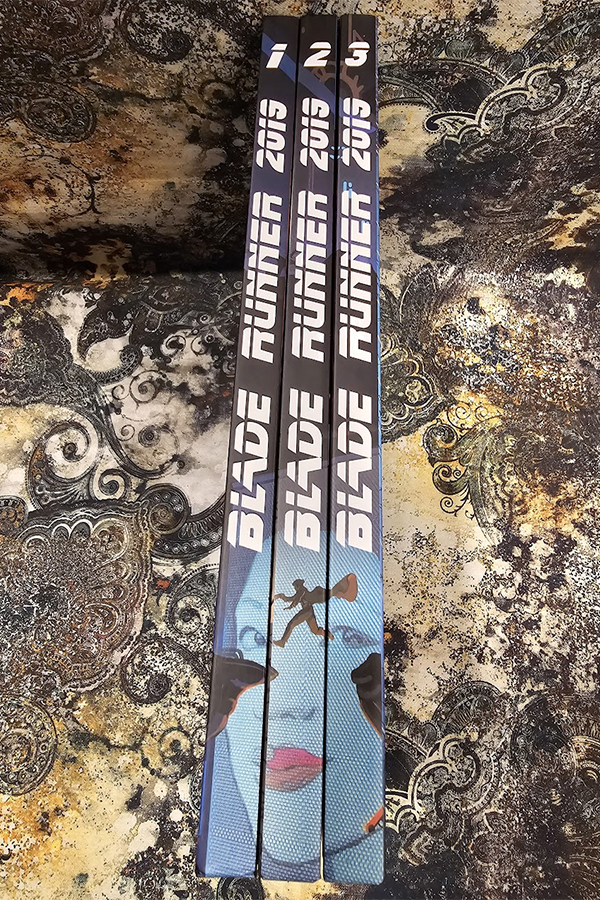 BLADE RUNNER 2019 1
BLADE RUNNER 2019 2
BLADE RUNNER 2019 3